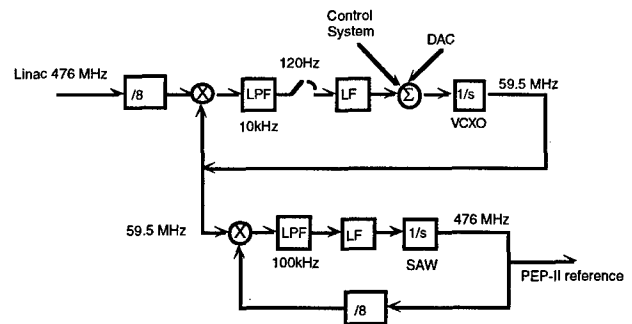 Control
System
DAC
120Hz
Linac 476 MHz
/8
X
LPF
LF
Σ
1/s
59.5 MHz
10kHz
VCXO
59.5 MHz
X
LPF
LF
1/s
476 MHz
100kHz
SAW
PEP-II reference
/8